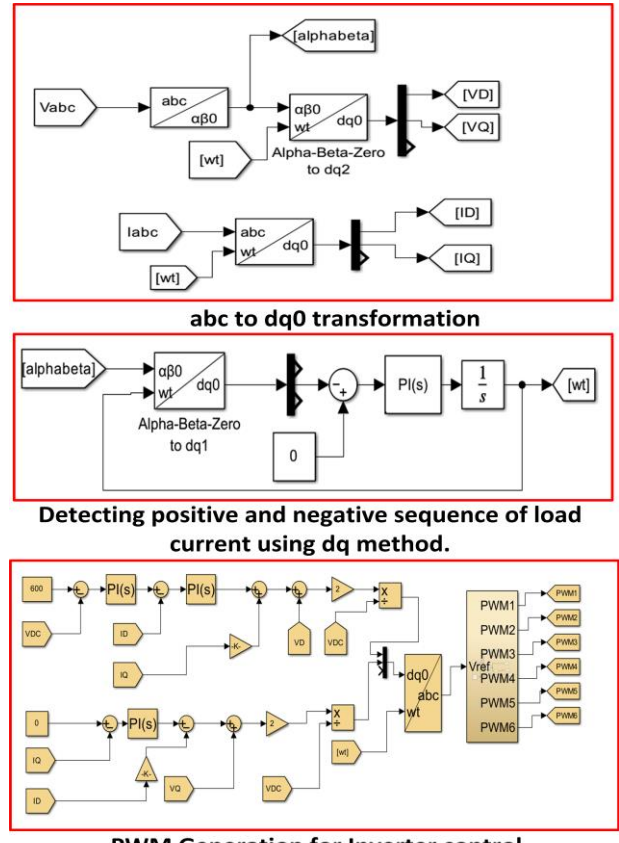 [alphabeta]
Vabc
abc
αβ0
αβ0
wt
dq0
[VD]
[VQ]
[wt]
Alpha-Beta-Zero
to dq2
Iabc
abc
wt
dq0
[ID]
[IQ]
[wt]
abc to dq0 transformation
[alphabeta]
αβ0
wt
dq0
PI(s)
1
s
[wt]
Alpha-Beta-Zero
to dq1
0
Detecting positive and negative sequence of load
current using dq method.
600
PI(s)
PI(s)
2
×
÷
VDC
ID
IQ
-K-
VD
VDC
PWM1
PWM2
PWM3
PWM4
PWM5
PWM6
Vref
PWM1
PWM2
PWM3
PWM4
PWM5
PWM6
dq0
abc
wt
0
PI(s)
2
×
÷
IQ
ID
-K-
VQ
VDC
[wt]
PWM Generation for Inverter control